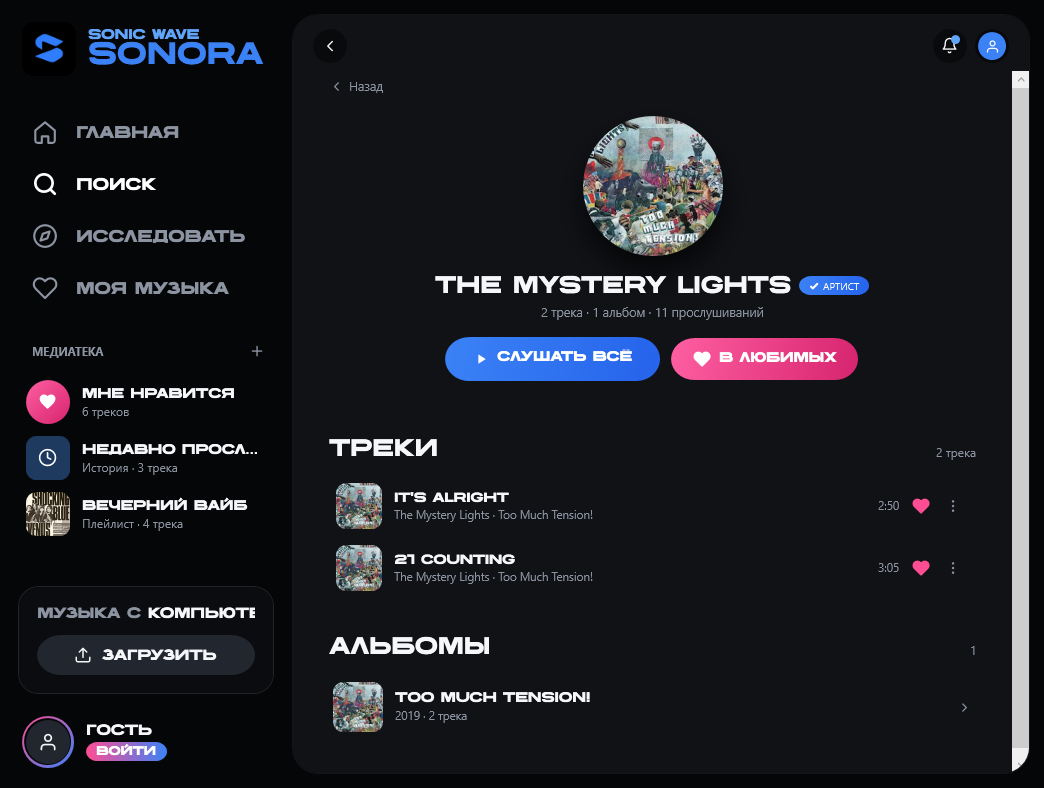 SONIC WAVE
SONORA
ГЛАВНАЯ
ПОИСК
ИССЛЕДОВАТЬ
МОЯ МУЗЫКА
МЕДИАТЕКА
МНЕ НРАВИТСЯ
6 треков
НЕДАВНО ПРОСЛ...
История · 3 трека
ВЕЧЕРНИЙ ВАЙБ
Плейлист · 4 трека
МУЗЫКА С КОМПЬЮТЕ
ЗАГРУЗИТЬ
ГОСТЬ
ВОЙТИ
Назад
TOO
MUCH
TENSION!
THE MYSTERY LIGHTS
АРТИСТ
2 трека · 1 альбом · 11 прослушиваний
СЛУШАТЬ ВСЁ
В ЛЮБИМЫХ
ТРЕКИ
2 трека
IT'S ALRIGHT
The Mystery Lights · Too Much Tension!
2:50
21 COUNTING
The Mystery Lights · Too Much Tension!
3:05
АЛЬБОМЫ
1
TOO MUCH TENSION!
2019 · 2 трека